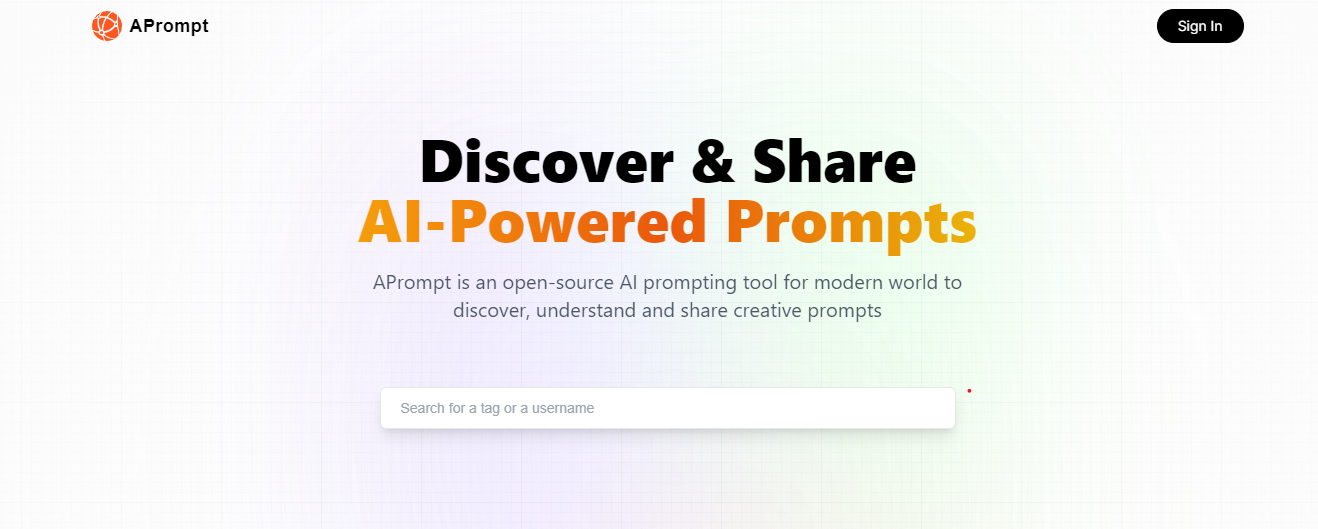 APrompt
Sign In
Discover & Share
AI-Powered Prompts
APrompt is an open-source AI prompting tool for modern world to
discover, understand and share creative prompts
Search for a tag or a username